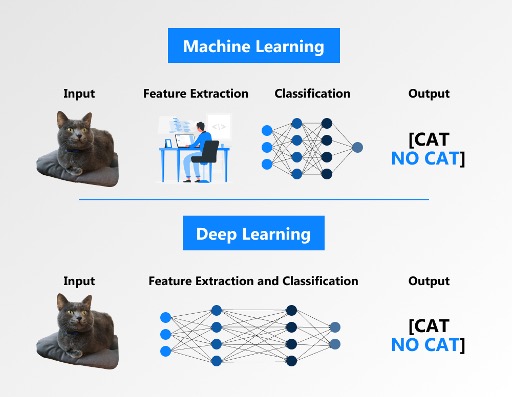 Machine Learning
Input Feature Extraction Classification Output
[CAT
NO CAT]
Deep Learning
Input Feature Extraction and Classification Output
[CAT
NO CAT]